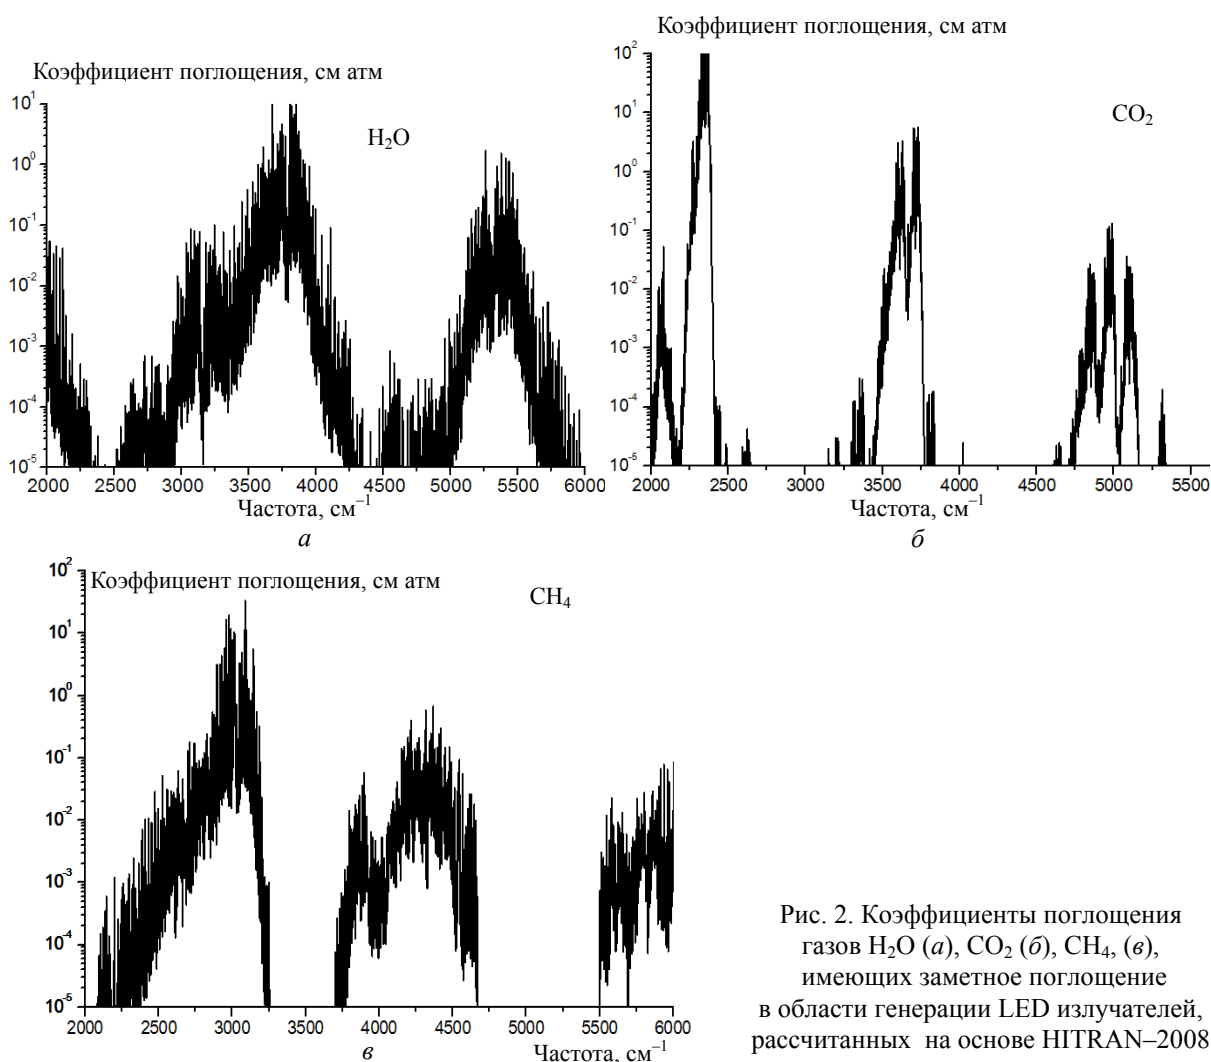 Коэффициент поглощения, см атм
H₂O
10¹
10⁰
10⁻¹
10⁻²
10⁻³
10⁻⁴
10⁻⁵
2000 2500 3000 3500 4000 4500 5000 5500 6000
Частота, см⁻¹
а
Коэффициент поглощения, см атм
CO₂
10²
10¹
10⁰
10⁻¹
10⁻²
10⁻³
10⁻⁴
10⁻⁵
2000 2500 3000 3500 4000 4500 5000 5500
Частота, см⁻¹
б
Коэффициент поглощения, см атм
CH₄
10²
10¹
10⁰
10⁻¹
10⁻²
10⁻³
10⁻⁴
10⁻⁵
2000 2500 3000 3500 4000 4500 5000 5500 6000
Частота, см⁻¹
в
Рис. 2. Коэффициенты поглощения
газов H₂O (а), CO₂ (б), CH₄, (в),
имеющих заметное поглощение
в области генерации LED излучателей,
рассчитанных на основе HITRAN–2008